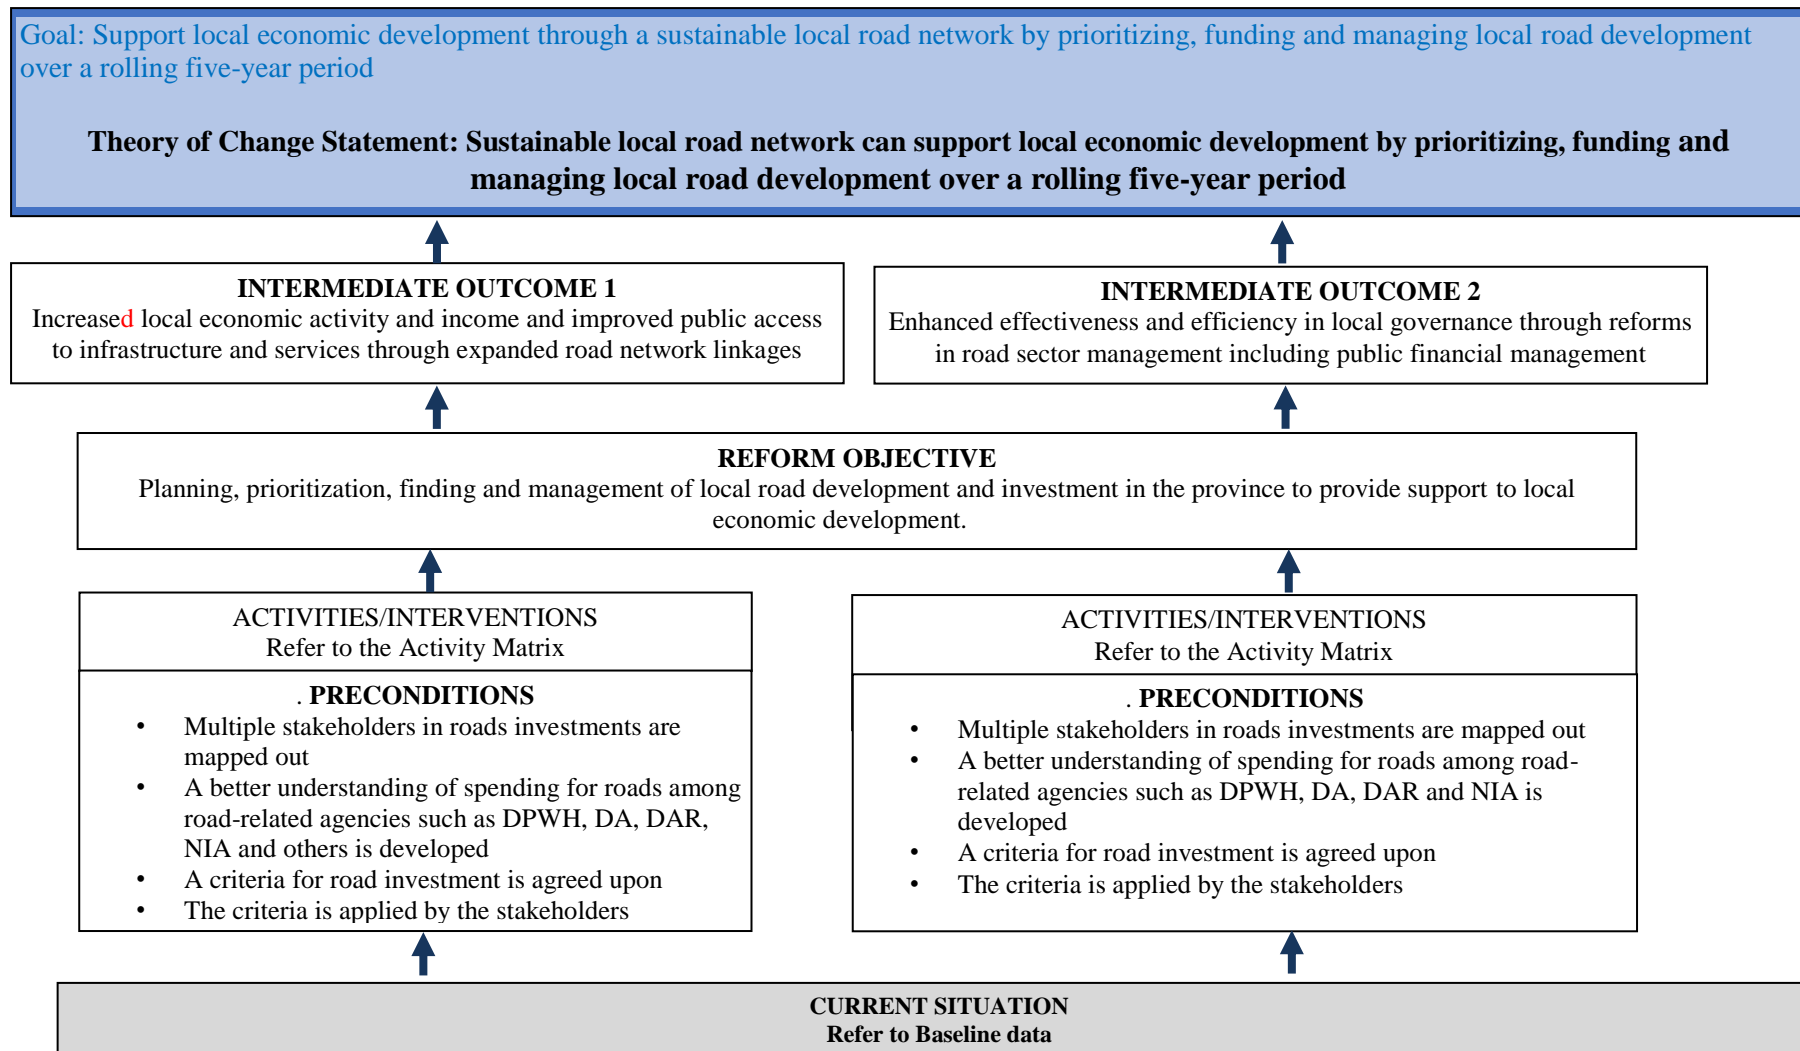 Goal: Support local economic development through a sustainable local road network by prioritizing, funding and managing local road development
over a rolling five-year period
Theory of Change Statement: Sustainable local road network can support local economic development by prioritizing, funding and
managing local road development over a rolling five-year period
INTERMEDIATE OUTCOME 1
Increased local economic activity and income and improved public access
to infrastructure and services through expanded road network linkages
INTERMEDIATE OUTCOME 2
Enhanced effectiveness and efficiency in local governance through reforms
in road sector management including public financial management
REFORM OBJECTIVE
Planning, prioritization, finding and management of local road development and investment in the province to provide support to local
economic development.
ACTIVITIES/INTERVENTIONS
Refer to the Activity Matrix
. PRECONDITIONS
• Multiple stakeholders in roads investments are
mapped out
• A better understanding of spending for roads among
road-related agencies such as DPWH, DA, DAR,
NIA and others is developed
• A criteria for road investment is agreed upon
• The criteria is applied by the stakeholders
ACTIVITIES/INTERVENTIONS
Refer to the Activity Matrix
. PRECONDITIONS
• Multiple stakeholders in roads investments are mapped out
• A better understanding of spending for roads among road-
related agencies such as DPWH, DA, DAR and NIA is
developed
• A criteria for road investment is agreed upon
• The criteria is applied by the stakeholders
CURRENT SITUATION
Refer to Baseline data